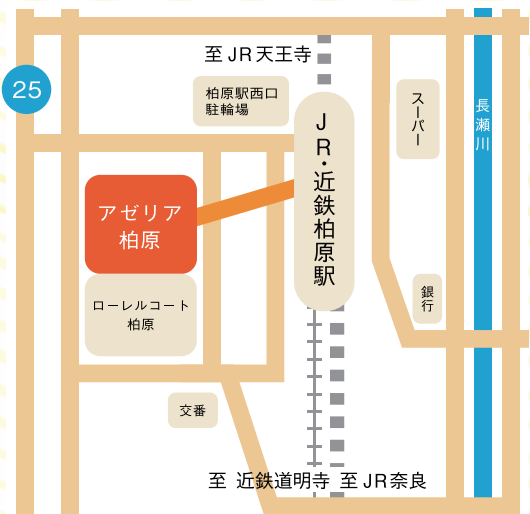 至JR天王寺
25
柏原駅西口
駐輪場
スーパー
長瀬川
JR・近鉄柏原駅
アゼリア
柏原
ローレルコート
柏原
銀行
交番
至 近鉄道明寺 至JR奈良